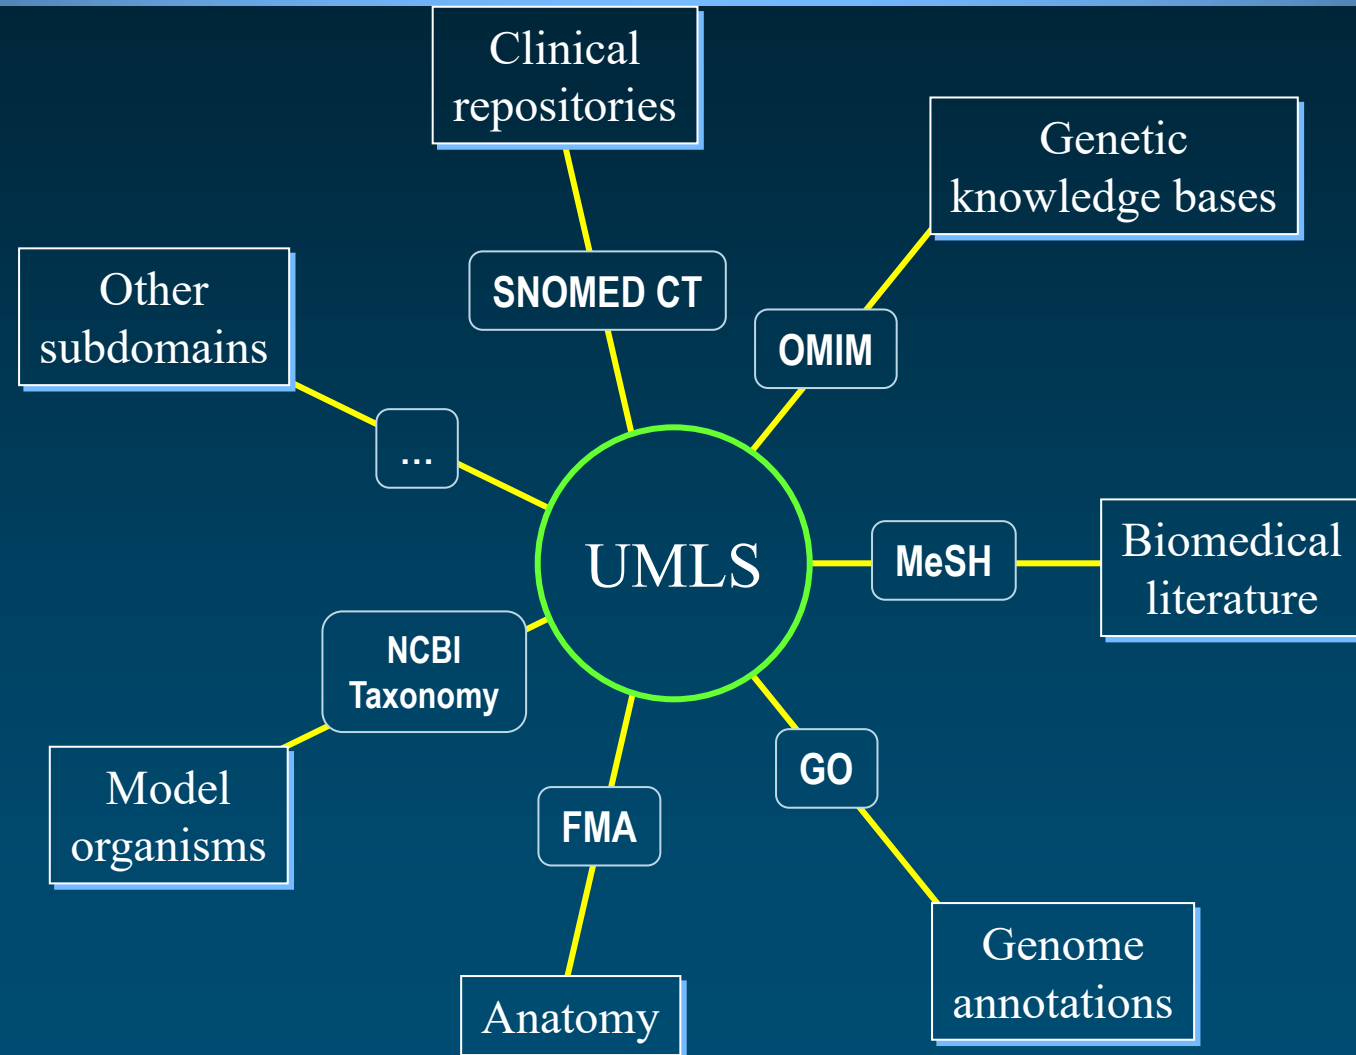 Clinical
repositories
Genetic
knowledge bases
Other
subdomains
SNOMED CT
OMIM
...
UMLS
MeSH
Biomedical
literature
NCBI
Taxonomy
GO
Model
organisms
FMA
Genome
annotations
Anatomy